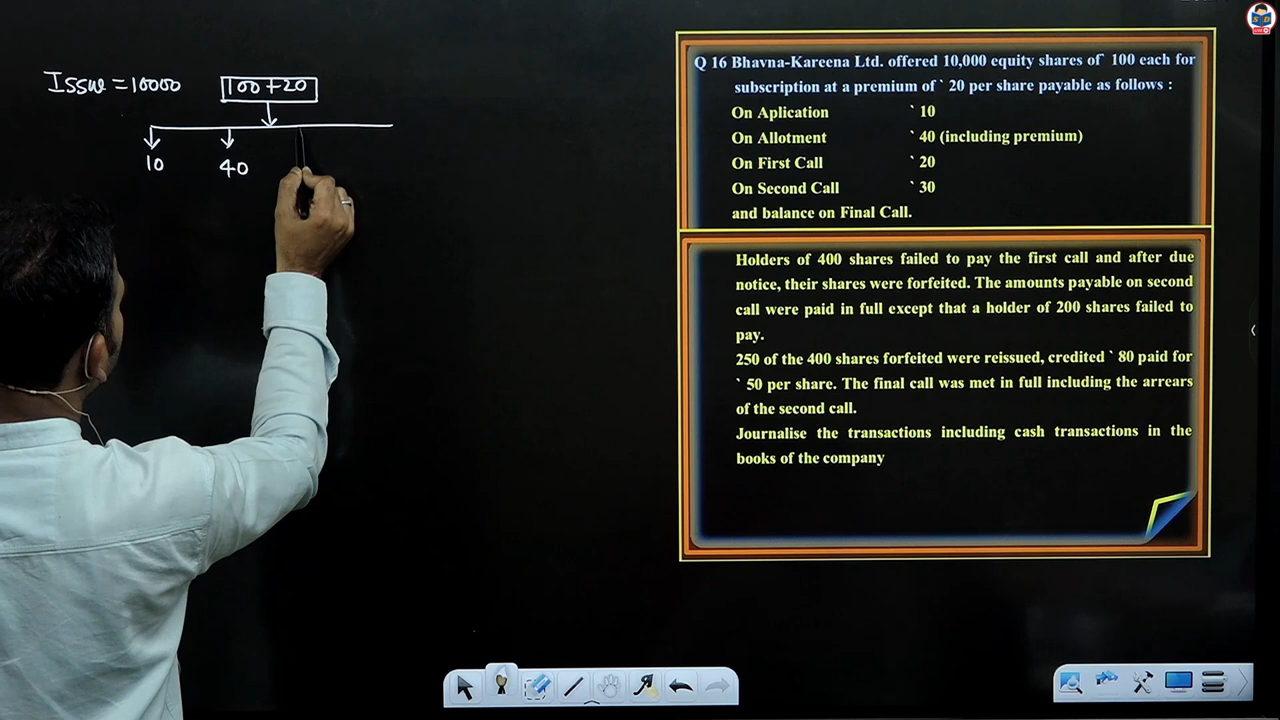 Issue = 10000
100+20
10
40
Q 16 Bhavna-Kareena Ltd. offered 10,000 equity shares of 100 each for
subscription at a premium of ` 20 per share payable as follows :
On Aplication ` 10
On Allotment ` 40 (including premium)
On First Call ` 20
On Second Call ` 30
and balance on Final Call.
Holders of 400 shares failed to pay the first call and after due
notice, their shares were forfeited. The amounts payable on second
call were paid in full except that a holder of 200 shares failed to
pay.
250 of the 400 shares forfeited were reissued, credited ` 80 paid for
` 50 per share. The final call was met in full including the arrears
of the second call.
Journalise the transactions including cash transactions in the
books of the company